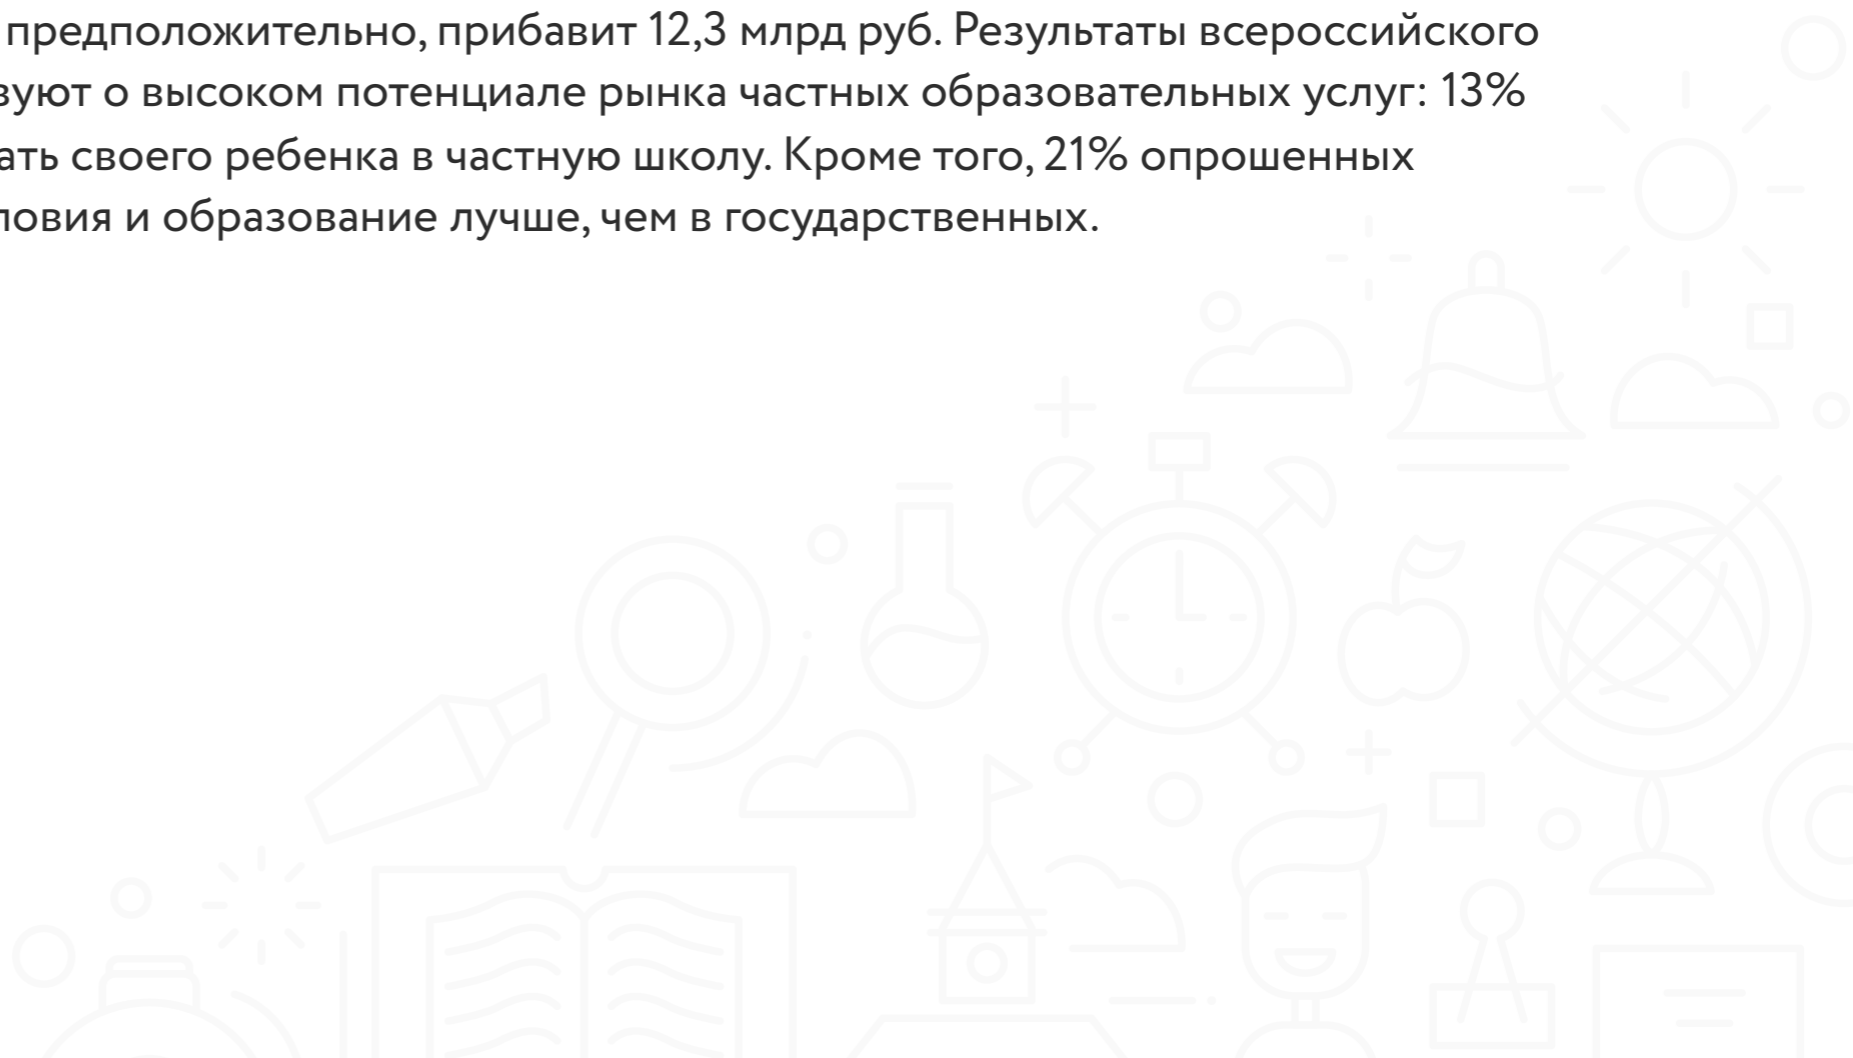 предположительно, прибавит 12,3 млрд руб. Результаты всероссийского
вуют о высоком потенциале рынка частных образовательных услуг: 13%
ать своего ребенка в частную школу. Кроме того, 21% опрошенных
ловия и образование лучше, чем в государственных.